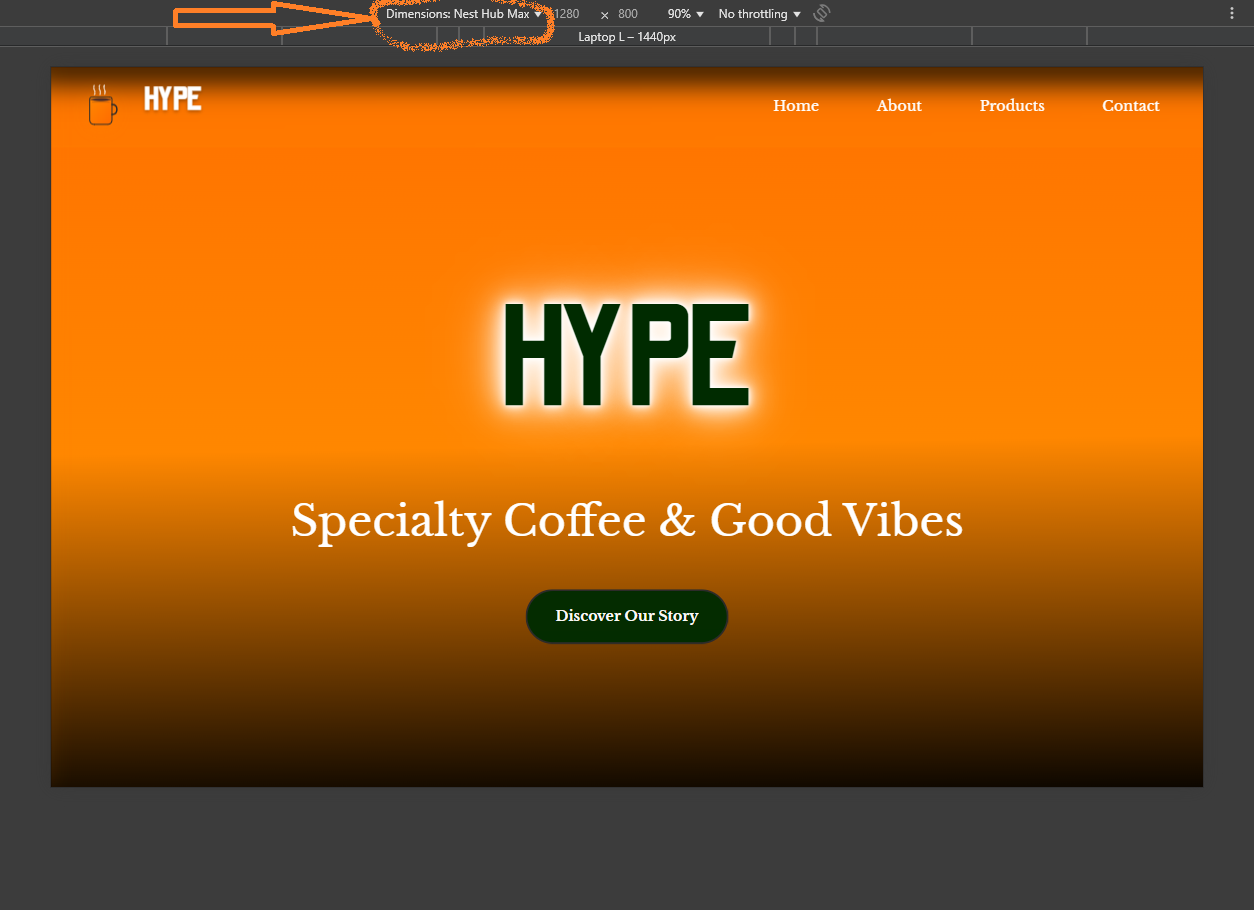 Dimensions: Nest Hub Max 1280 × 800 90% No throttling
Laptop L – 1440px
HYPE Home About Products Contact
HYPE
Specialty Coffee & Good Vibes
Discover Our Story